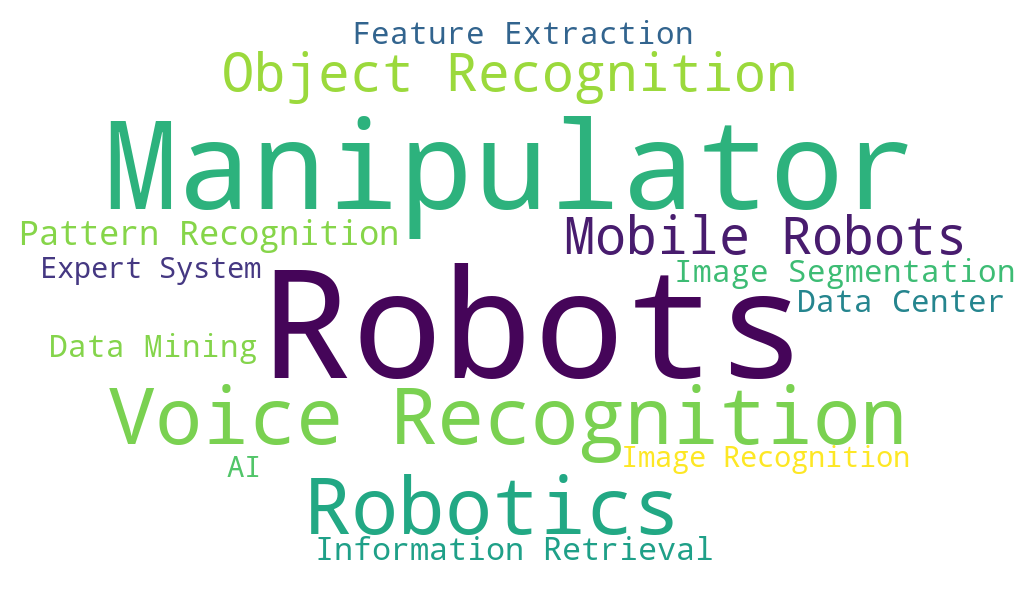 Feature Extraction
Object Recognition
Manipulator
Pattern Recognition
Mobile Robots
Expert System
Image Segmentation
Robots
Data Center
Data Mining
Voice Recognition
AI
Image Recognition
Robotics
Information Retrieval